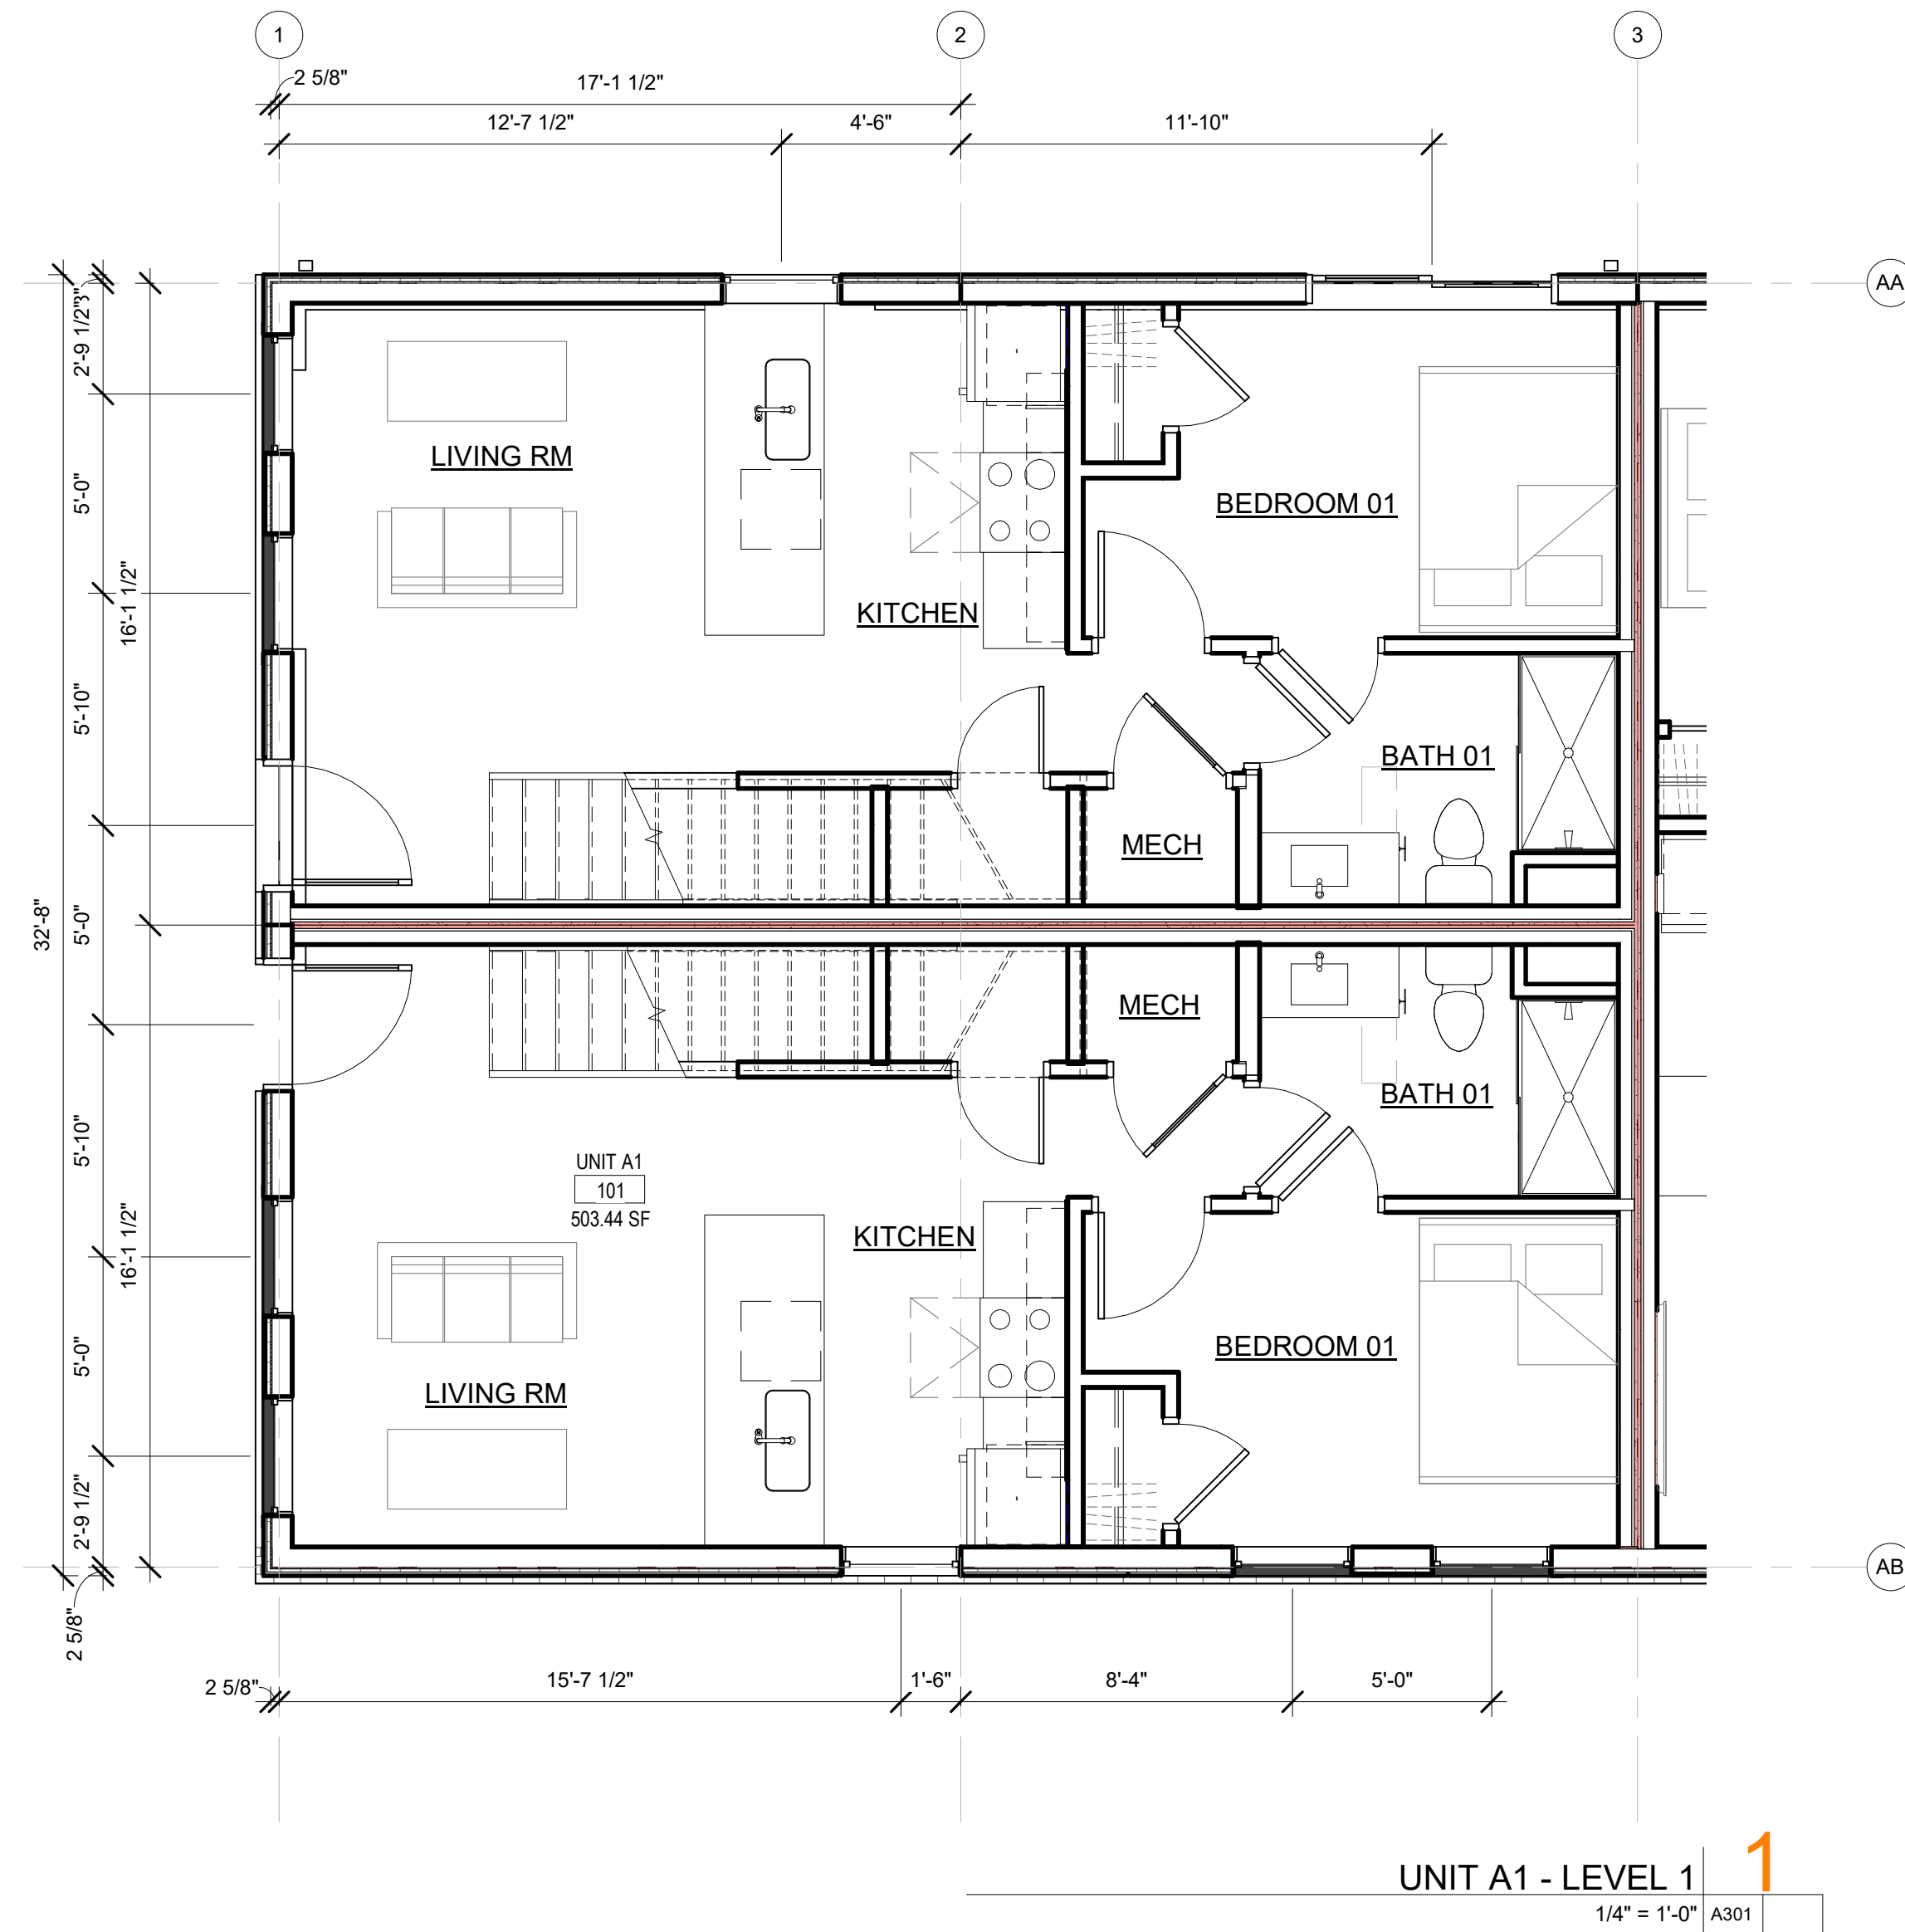 1
2
3
2 5/8"
17'-1 1/2"
12'-7 1/2"
4'-6"
11'-10"
AA
2'-9 1/2"
5'-0"
16'-1 1/2"
5'-10"
32'-8"
5'-0"
5'-10"
16'-1 1/2"
5'-0"
2'-9 1/2"
2 5/8"
LIVING RM
BEDROOM 01
KITCHEN
BATH 01
MECH
MECH
BATH 01
UNIT A1
101
503.44 SF
KITCHEN
BEDROOM 01
LIVING RM
AB
2 5/8"
15'-7 1/2"
1'-6"
8'-4"
5'-0"
UNIT A1 - LEVEL 1
1
1/4" = 1'-0"
A301